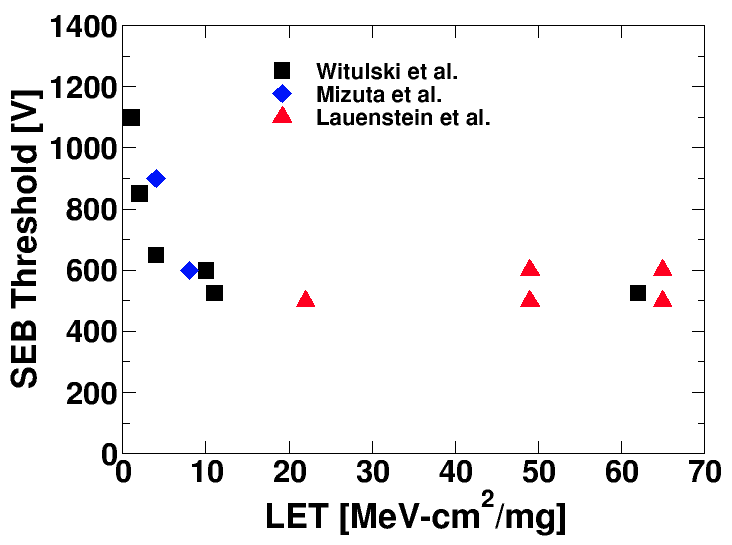 1400
1200
1000
800
600
400
200
0
SEB Threshold [V]
Witulski et al.
Mizuta et al.
Lauenstein et al.
0 10 20 30 40 50 60 70
LET [MeV-cm²/mg]